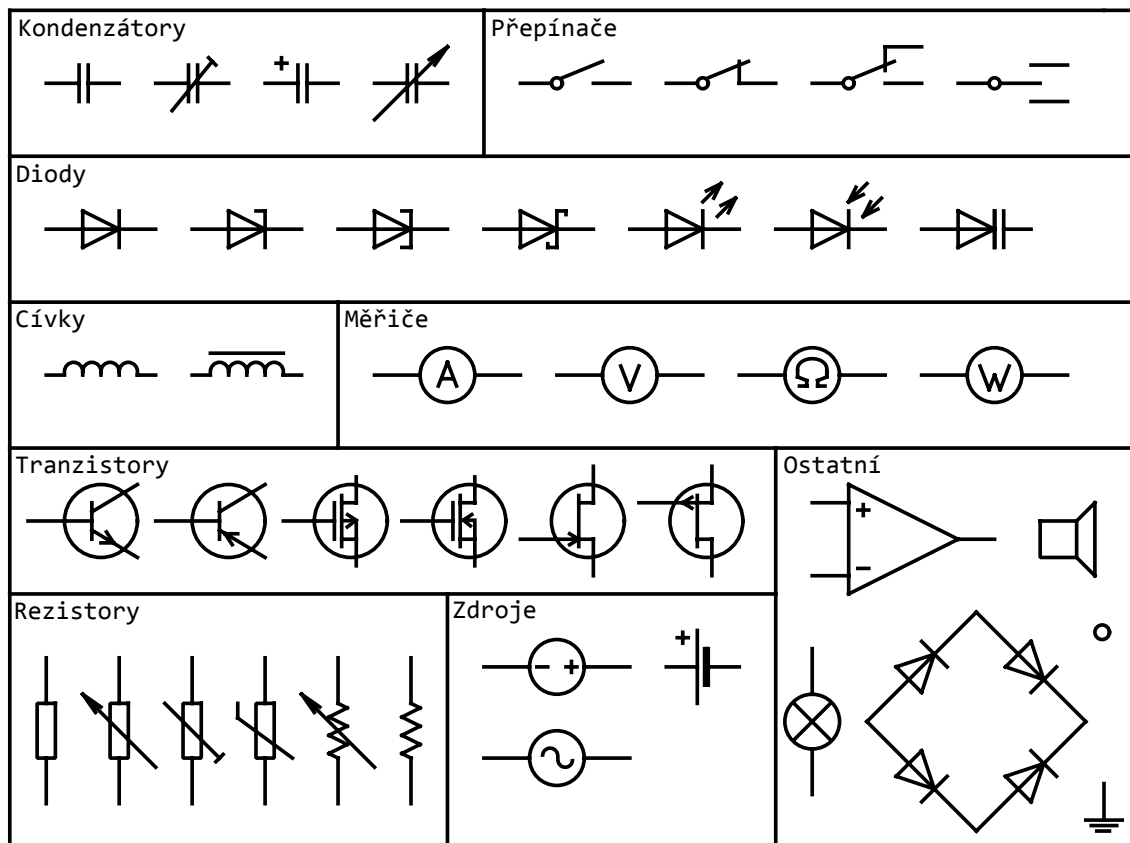 Kondenzátory
Přepínače
+
Diody
Cívky
Měřiče
A V Ω W
Tranzistory
Ostatní
+
−
Rezistory
Zdroje
− +
+